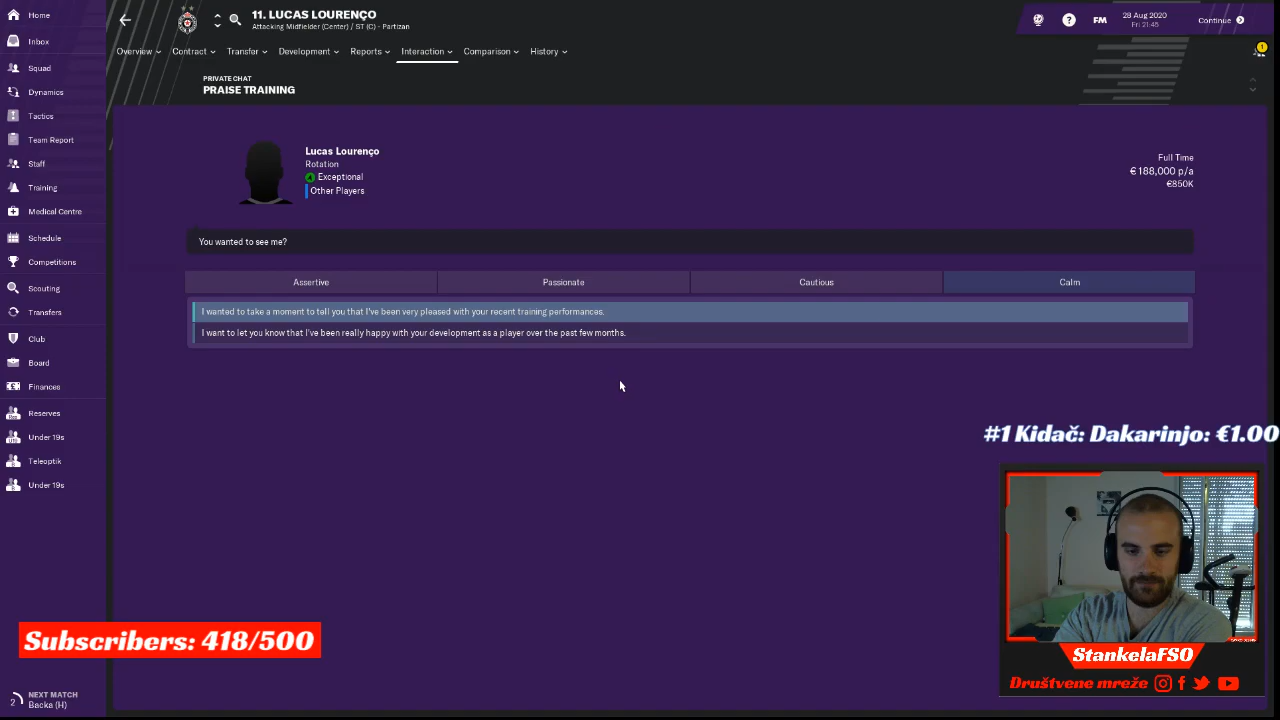 Home
Inbox
Squad
Dynamics
Tactics
Team Report
Staff
Training
Medical Centre
Schedule
Competitions
Scouting
Transfers
Club
Board
Finances
Reserves
Under 19s
Teleoptik
Under 19s
2
NEXT MATCH
Backa (H)
11. LUCAS LOURENÇO
Attacking Midfielder (Center) / ST (C) - Partizan
FM
28 Aug 2020
Fri 21:45
Continue
Overview
Contract
Transfer
Development
Reports
Interaction
Comparison
History
1
PRIVATE CHAT
PRAISE TRAINING
Lucas Lourenço
Rotation
Exceptional
Other Players
Full Time
€188,000 p/a
€850K
You wanted to see me?
Assertive
Passionate
Cautious
Calm
I wanted to take a moment to tell you that I've been very pleased with your recent training performances.
I want to let you know that I've been really happy with your development as a player over the past few months.
#1 Kidač: Dakarinjo: €1.00
Subscribers: 418/500
StankelaFSO
Društvene mreže